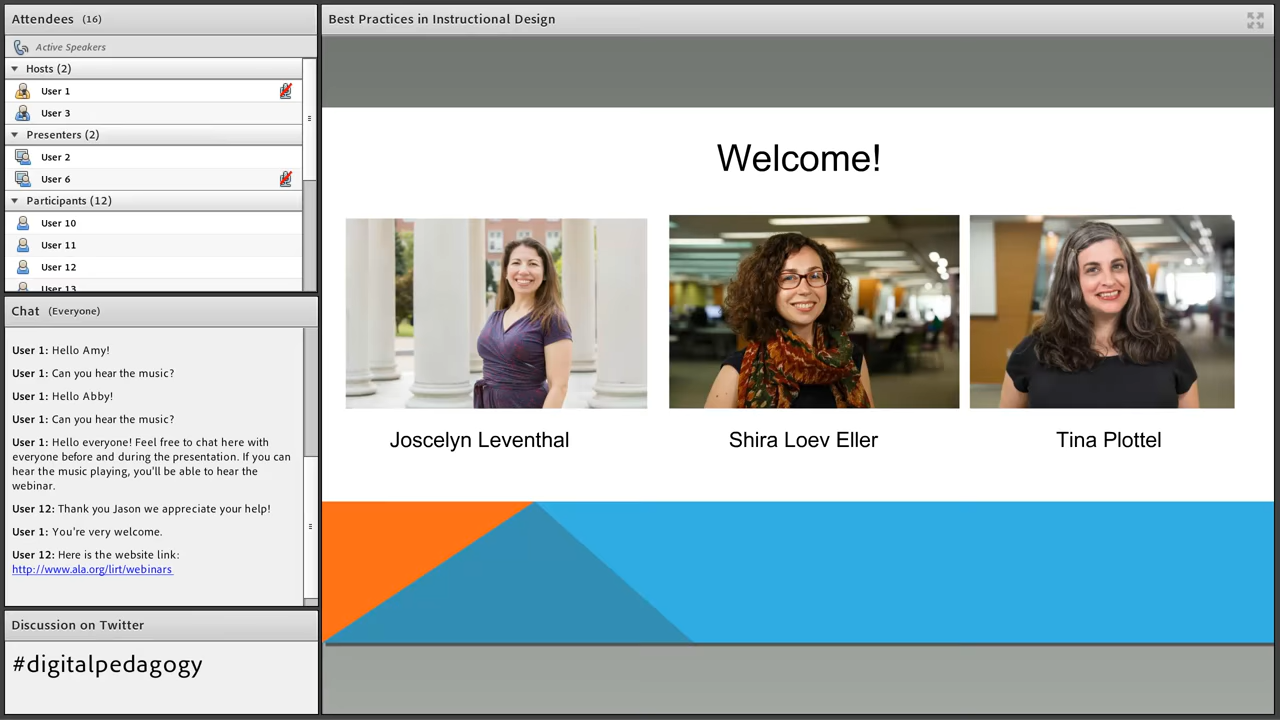 Attendees (16)
Active Speakers
Hosts (2)
User 1
User 3
Presenters (2)
User 2
User 6
Participants (12)
User 10
User 11
User 12
User 13
Chat (Everyone)
User 1: Hello Amy!
User 1: Can you hear the music?
User 1: Hello Abby!
User 1: Can you hear the music?
User 1: Hello everyone! Feel free to chat here with
everyone before and during the presentation. If you can
hear the music playing, you'll be able to hear the
webinar.
User 12: Thank you Jason we appreciate your help!
User 1: You're very welcome.
User 12: Here is the website link:
http://www.ala.org/lirt/webinars
Discussion on Twitter
#digitalpedagogy
Best Practices in Instructional Design
Welcome!
Joscelyn Leventhal
Shira Loev Eller
Tina Plottel